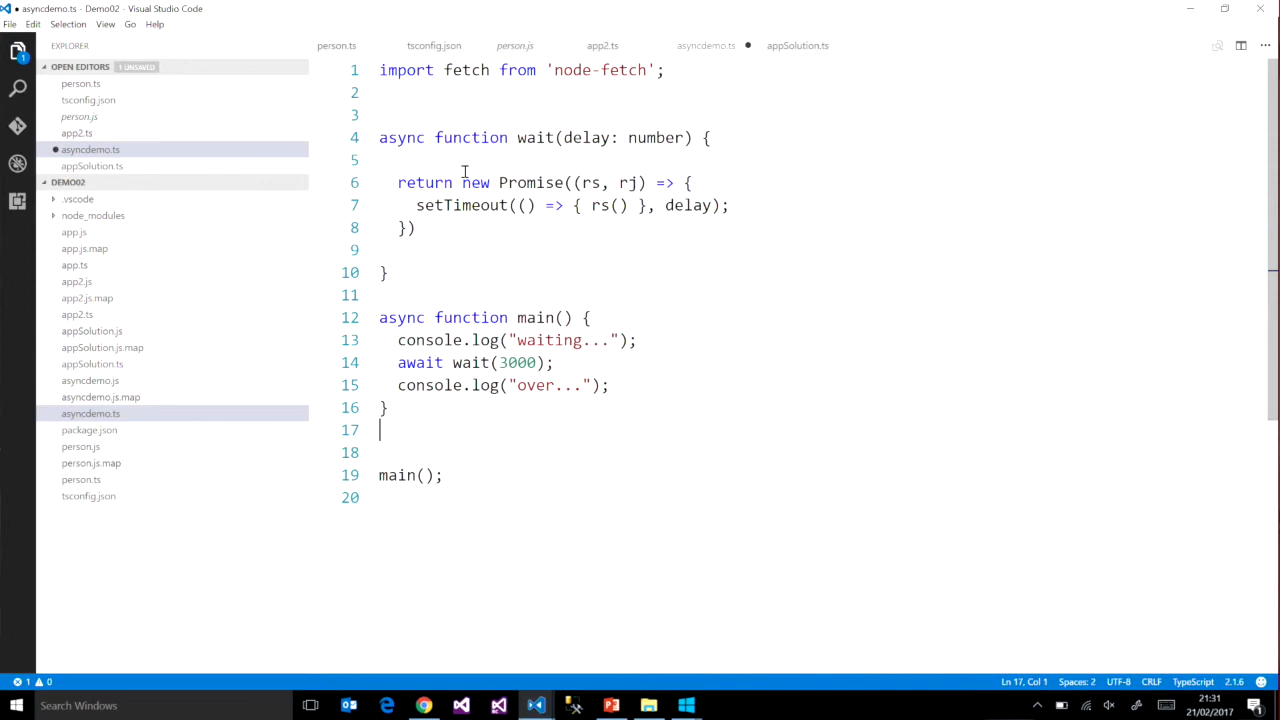 ● asyncdemo.ts - Demo02 - Visual Studio Code
File Edit Selection View Go Help
EXPLORER
OPEN EDITORS 1 UNSAVED
person.ts
tsconfig.json
person.js
app2.ts
● asyncdemo.ts
appSolution.ts
DEMO02
.vscode
node_modules
app.js
app.js.map
app.ts
app2.js
app2.js.map
app2.ts
appSolution.js
appSolution.js.map
appSolution.ts
asyncdemo.js
asyncdemo.js.map
asyncdemo.ts
package.json
person.js
person.js.map
person.ts
tsconfig.json
person.ts tsconfig.json person.js app2.ts asyncdemo.ts ● appSolution.ts
1 import fetch from 'node-fetch';
2
3
4 async function wait(delay: number) {
5
6 return new Promise((rs, rj) => {
7 setTimeout(() => { rs() }, delay);
8 })
9
10 }
11
12 async function main() {
13 console.log("waiting...");
14 await wait(3000);
15 console.log("over...");
16 }
17
18
19 main();
20
1 0 Ln 17, Col 1 Spaces: 2 UTF-8 CRLF TypeScript 2.1.6
1
Search Windows
21:31
21/02/2017
1